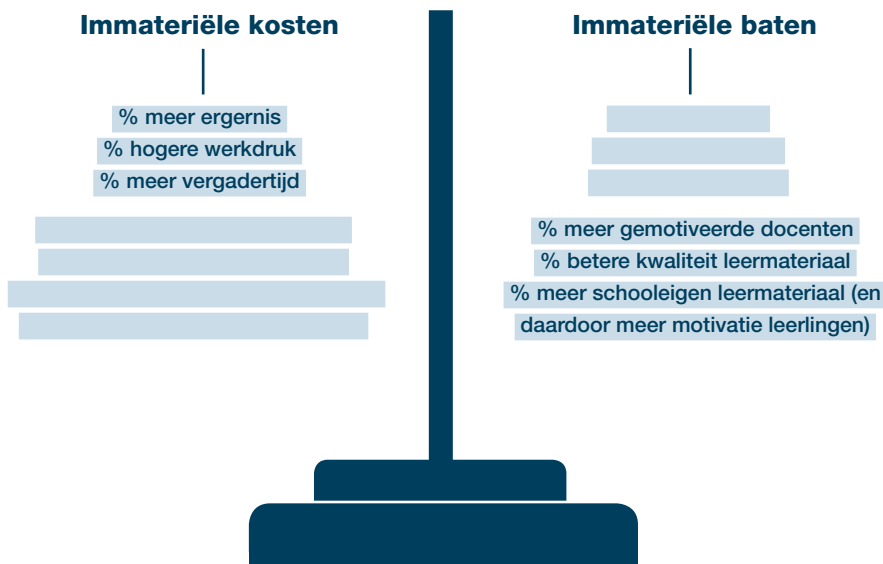 Immateriële kosten
% meer ergernis
% hogere werkdruk
% meer vergadertijd
Immateriële baten
% meer gemotiveerde docenten
% betere kwaliteit leermateriaal
% meer schooleigen leermateriaal (en
daardoor meer motivatie leerlingen)